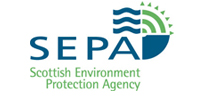 SEPA
Scottish Environment
Protection Agency